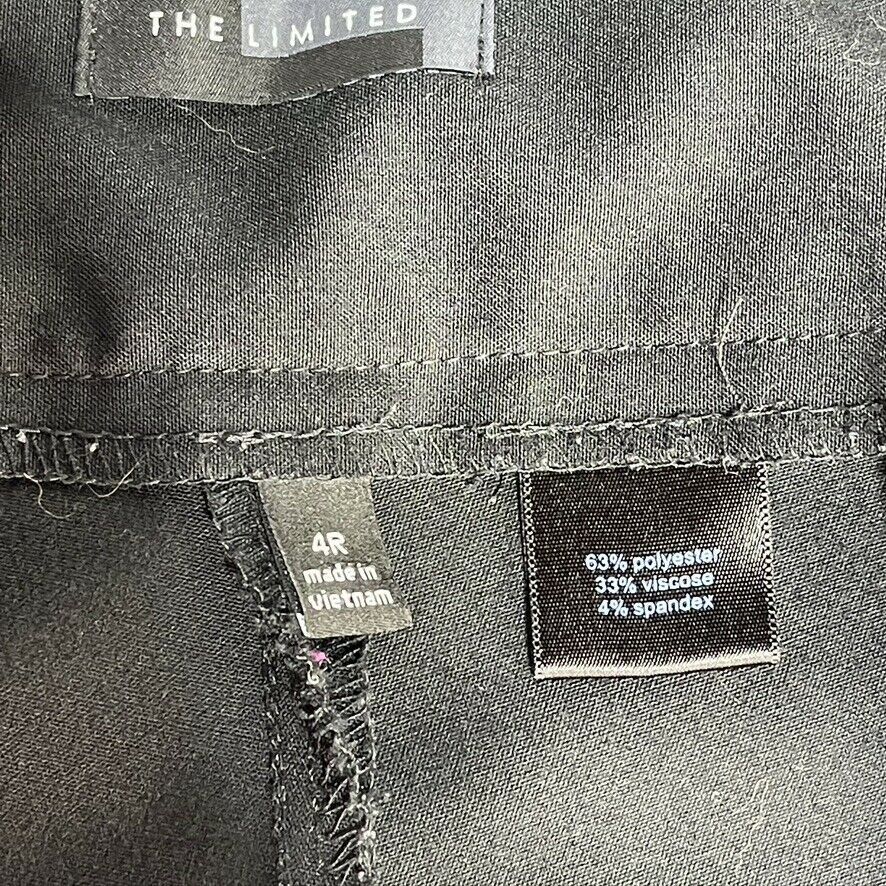 THE LIMITED
4R
made in
vietnam
63% polyester
33% viscose
4% spandex